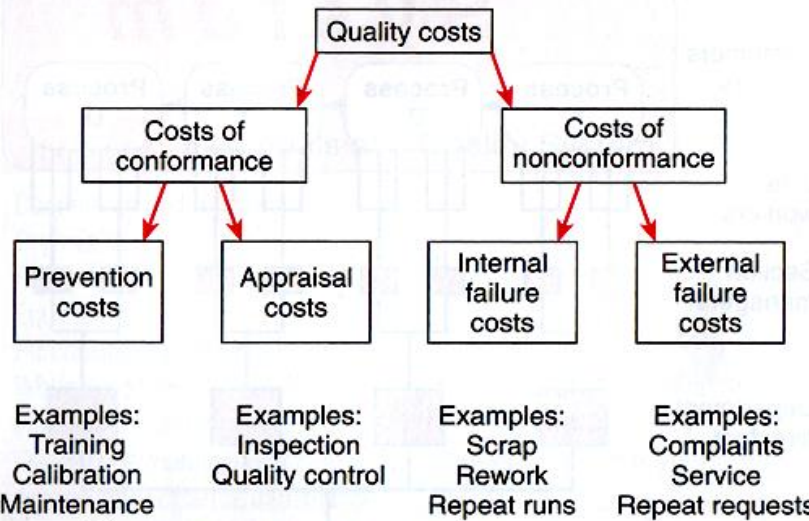 Quality costs
Costs of
conformance
Costs of
nonconformance
Prevention
costs
Appraisal
costs
Internal
failure
costs
External
failure
costs
Examples:
Training
Calibration
Maintenance
Examples:
Inspection
Quality control
Examples:
Scrap
Rework
Repeat runs
Examples:
Complaints
Service
Repeat requests